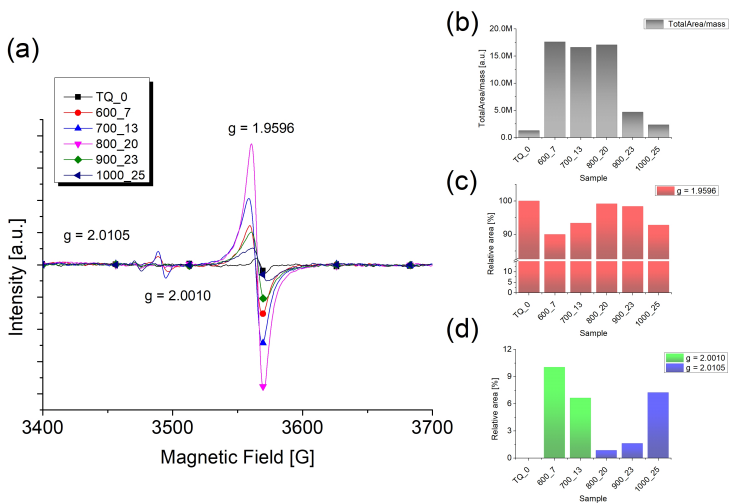 (a)
TQ_0
600_7
700_13
800_20
900_23
1000_25
g = 1.9596
g = 2.0105
g = 2.0010
Intensity [a.u.]
3400
3500
3600
3700
Magnetic Field [G]
(b)
TotalArea/mass
TotalArea/mass [a.u.]
20.0M
15.0M
10.0M
5.0M
0.0
TQ_0
600_7
700_13
800_20
900_23
1000_25
Sample
(c)
g = 1.9596
Relative area [%]
100
90
10
5
0
TQ_0
600_7
700_13
800_20
900_23
1000_25
Sample
(d)
g = 2.0010
g = 2.0105
Relative area [%]
12
9
6
3
0
TQ_0
600_7
700_13
800_20
900_23
1000_25
Sample